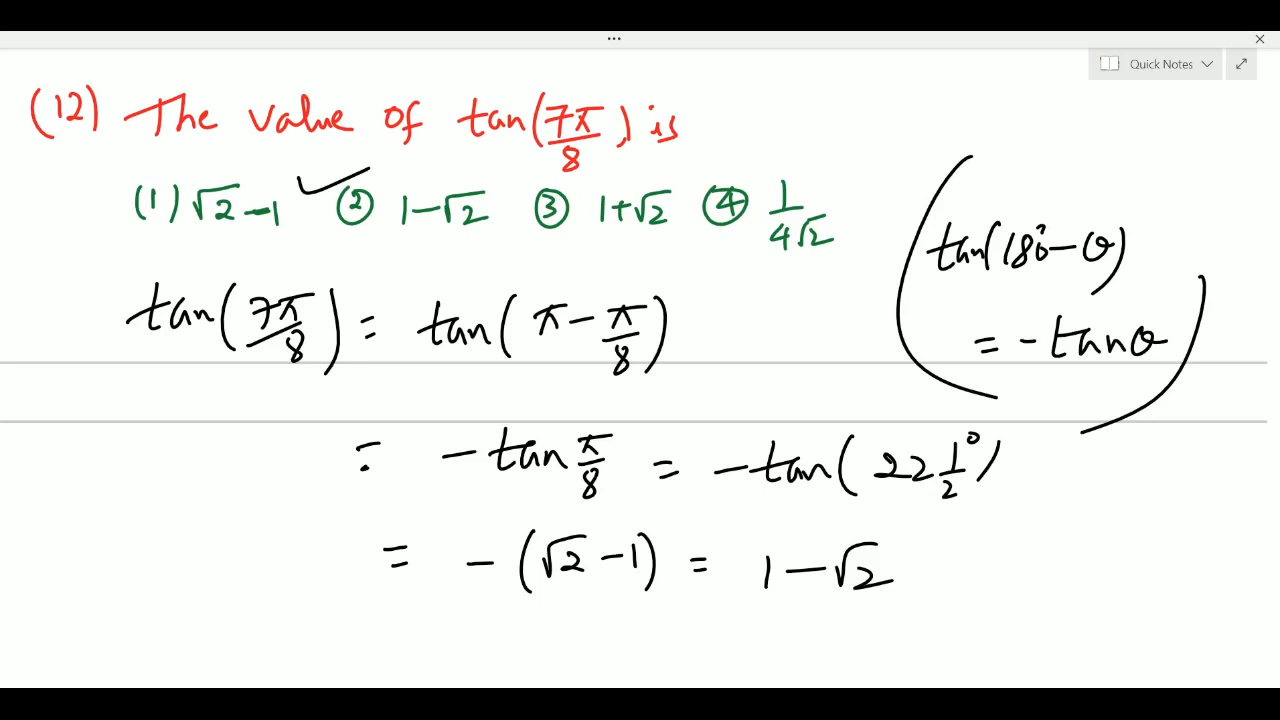 ...
Quick Notes
(12) The value of tan(7π/8) is
(1) √2 -1 ✓ ② 1-√2 ③ 1+√2 ④ 1/4√2
tan(7π/8) = tan(π - π/8)
(tan(180° - θ)
= - tanθ)
= - tan π/8 = - tan(22 1/2°)
= - (√2 - 1) = 1 - √2